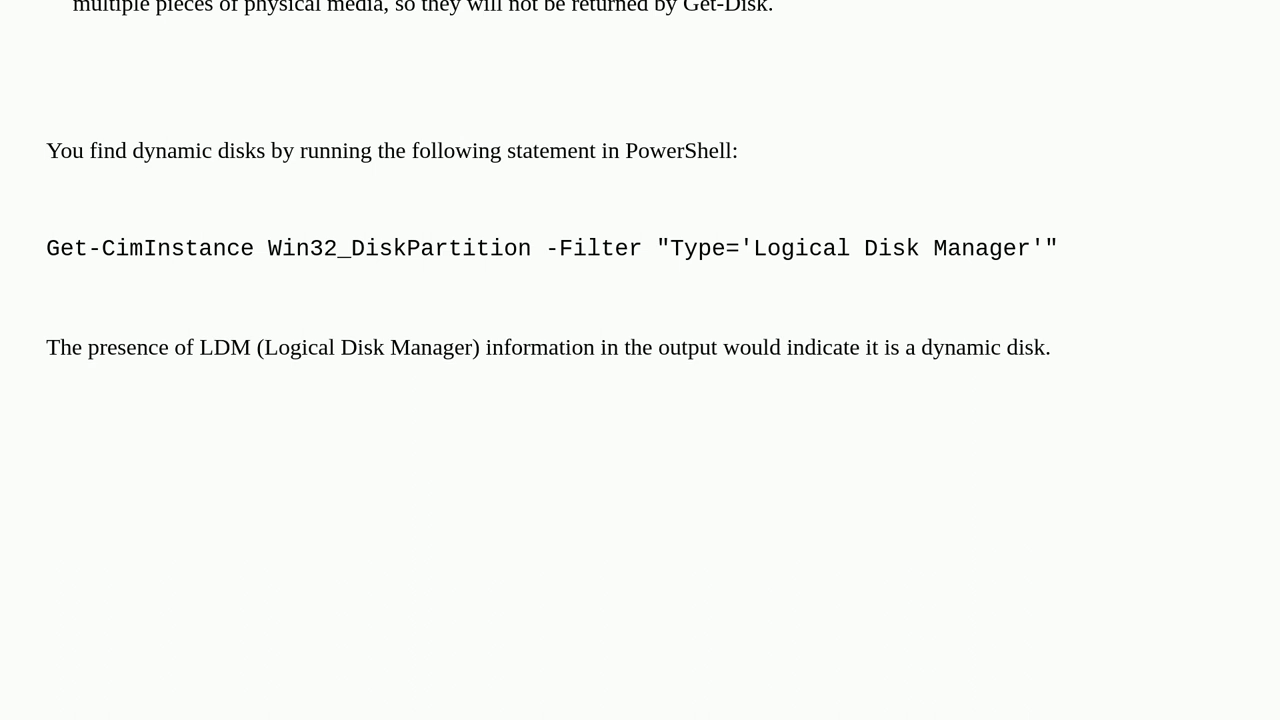 multiple pieces of physical media, so they will not be returned by Get-Disk.
You find dynamic disks by running the following statement in PowerShell:
Get-CimInstance Win32_DiskPartition -Filter "Type='Logical Disk Manager'"
The presence of LDM (Logical Disk Manager) information in the output would indicate it is a dynamic disk.